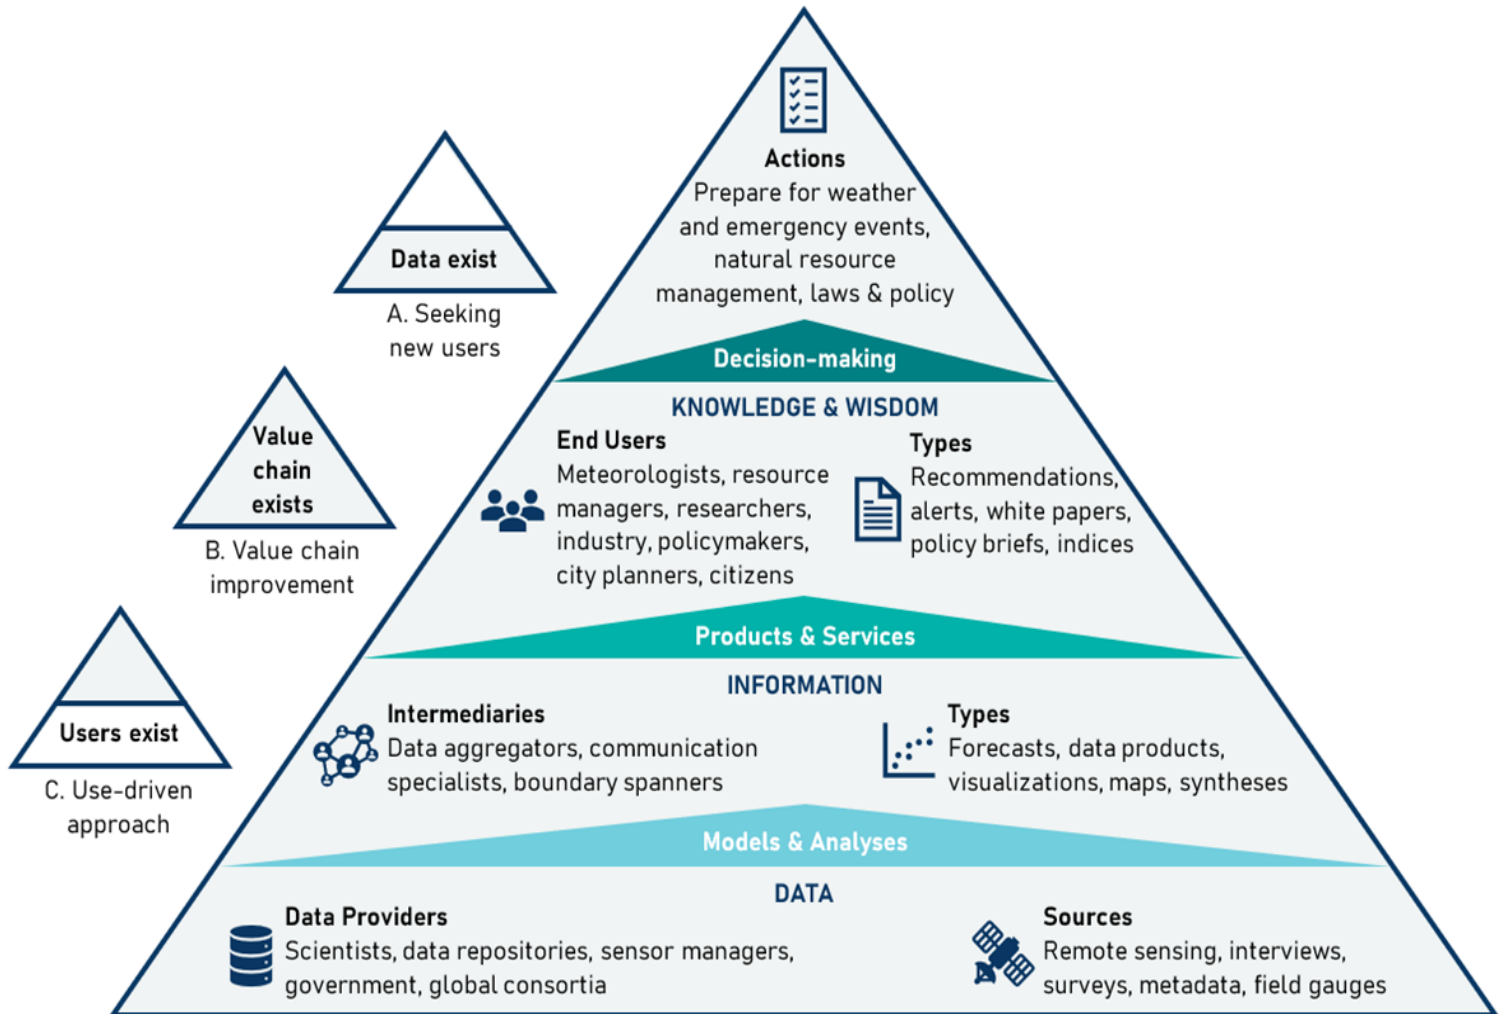 Actions
Prepare for weather
and emergency events,
natural resource
management, laws & policy
Decision-making
KNOWLEDGE & WISDOM
End Users
Meteorologists, resource
managers, researchers,
industry, policymakers,
city planners, citizens
Types
Recommendations,
alerts, white papers,
policy briefs, indices
Products & Services
INFORMATION
Intermediaries
Data aggregators, communication
specialists, boundary spanners
Types
Forecasts, data products,
visualizations, maps, syntheses
Models & Analyses
DATA
Data Providers
Scientists, data repositories, sensor managers,
government, global consortia
Sources
Remote sensing, interviews,
surveys, metadata, field gauges
Data exist
A. Seeking
new users
Value
chain
exists
B. Value chain
improvement
Users exist
C. Use-driven
approach